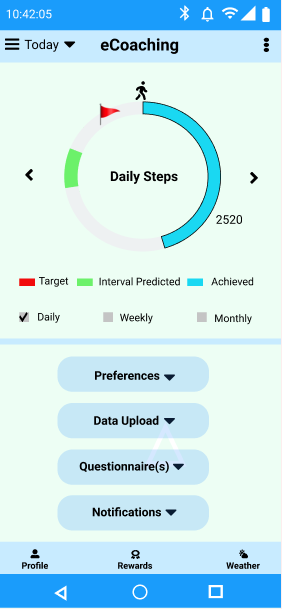 10:42:05
Today eCoaching
Daily Steps
2520
Target Interval Predicted Achieved
Daily Weekly Monthly
Preferences
Data Upload
Questionnaire(s)
Notifications
Profile Rewards Weather